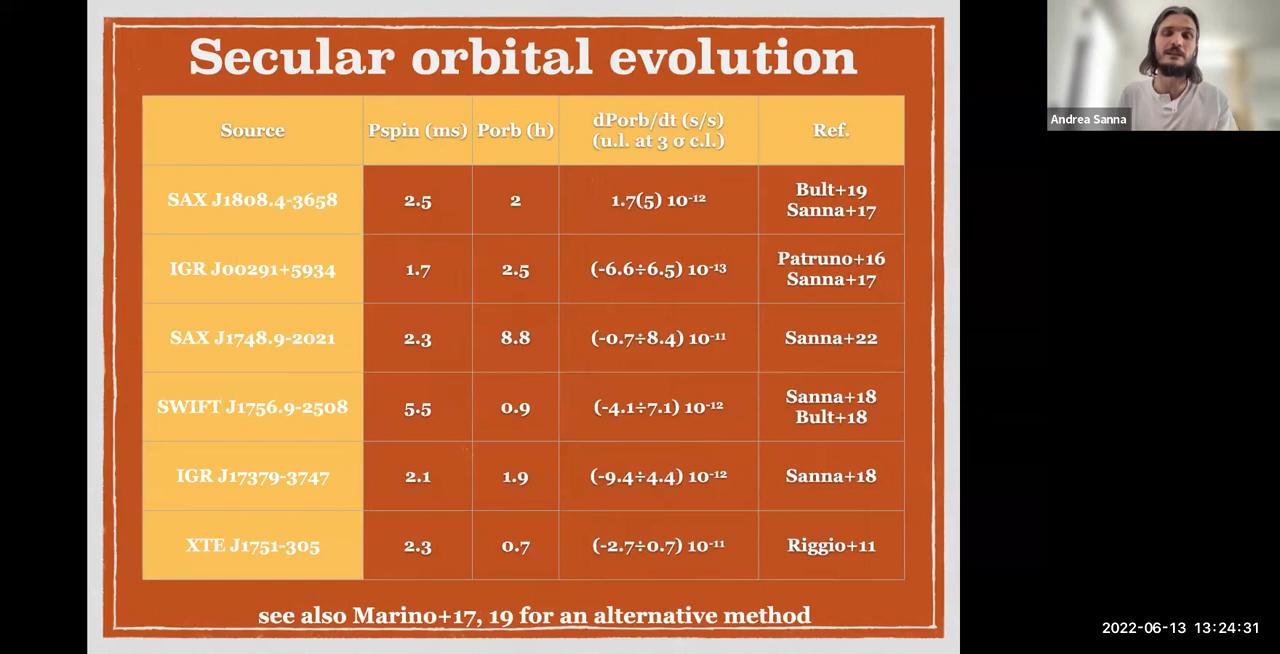 Secular orbital evolution
Source Pspin (ms) Porb (h) dPorb/dt (s/s) (u.l. at 3 σ c.l.) Ref.
SAX J1808.4-3658 2.5 2 1.7(5) 10⁻¹² Bult+19 Sanna+17
IGR J00291+5934 1.7 2.5 (-6.6÷6.5) 10⁻¹³ Patruno+16 Sanna+17
SAX J1748.9-2021 2.3 8.8 (-0.7÷8.4) 10⁻¹¹ Sanna+22
SWIFT J1756.9-2508 5.5 0.9 (-4.1÷7.1) 10⁻¹² Sanna+18 Bult+18
IGR J17379-3747 2.1 1.9 (-9.4÷4.4) 10⁻¹² Sanna+18
XTE J1751-305 2.3 0.7 (-2.7÷0.7) 10⁻¹¹ Riggio+11
see also Marino+17, 19 for an alternative method
Andrea Sanna
2022-06-13 13:24:31